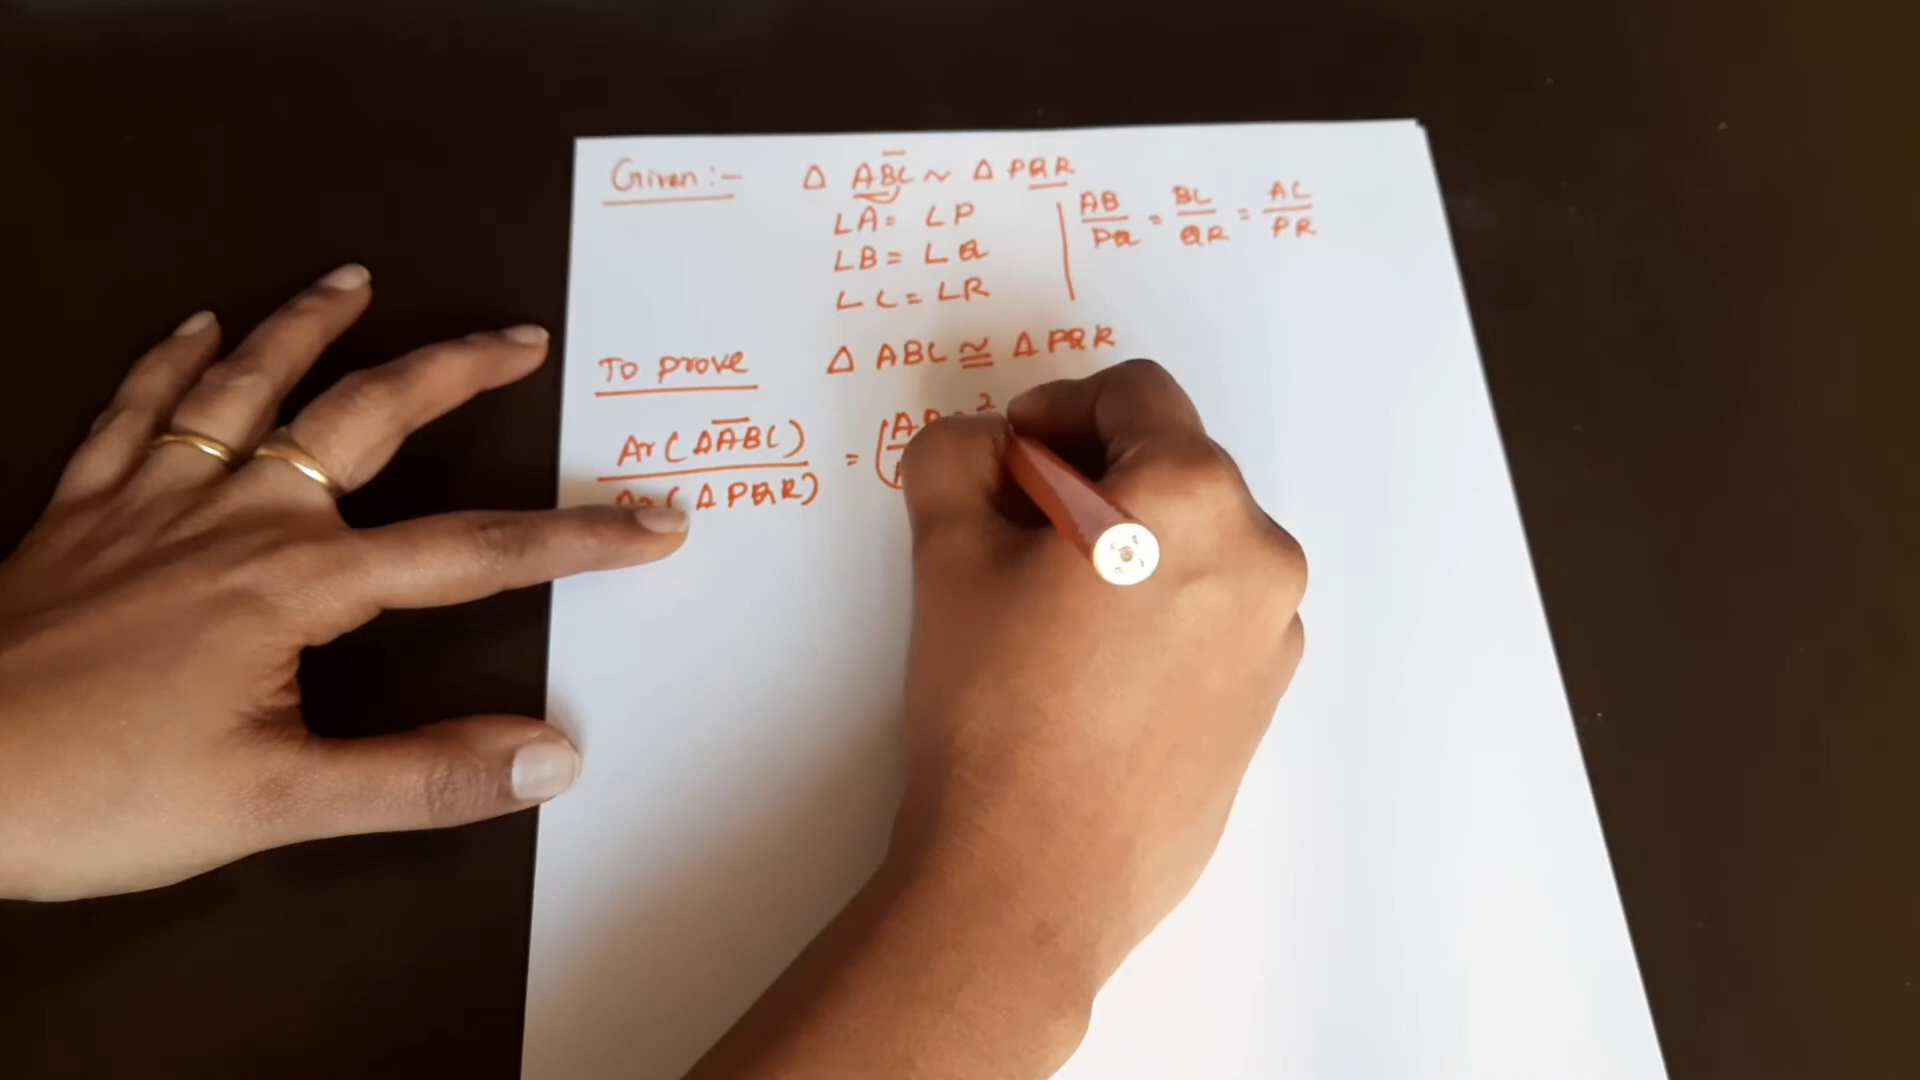 Given:- Δ ABC ~ Δ PQR
∠A = ∠P
∠B = ∠Q
∠C = ∠R
AB/PQ = BC/QR = AC/PR
To prove Δ ABC ≅ Δ PQR
Ar(ΔABC)/Ar(ΔPQR) = (